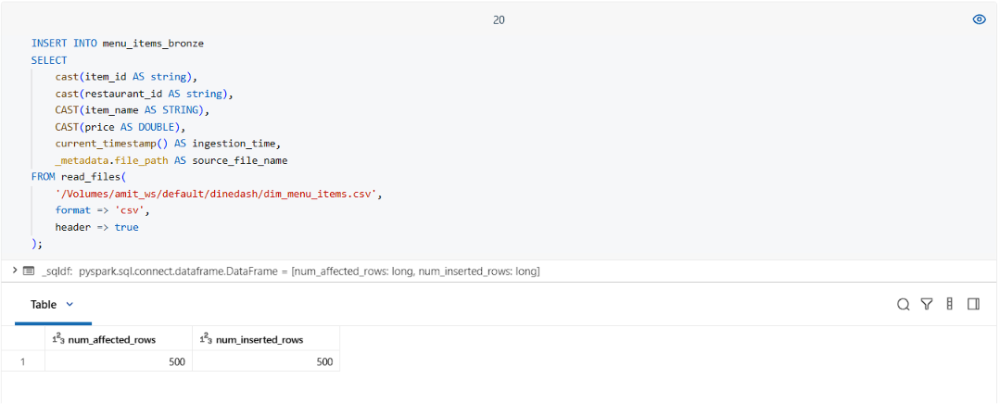 20
INSERT INTO menu_items_bronze
SELECT
cast(item_id AS string),
cast(restaurant_id AS string),
CAST(item_name AS STRING),
CAST(price AS DOUBLE),
current_timestamp() AS ingestion_time,
_metadata.file_path AS source_file_name
FROM read_files(
'/Volumes/amit_ws/default/dinedash/dim_menu_items.csv',
format => 'csv',
header => true
);
_sqldf: pyspark.sql.connect.dataframe.DataFrame = [num_affected_rows: long, num_inserted_rows: long]
Table
123 num_affected_rows 123 num_inserted_rows
1 500 500